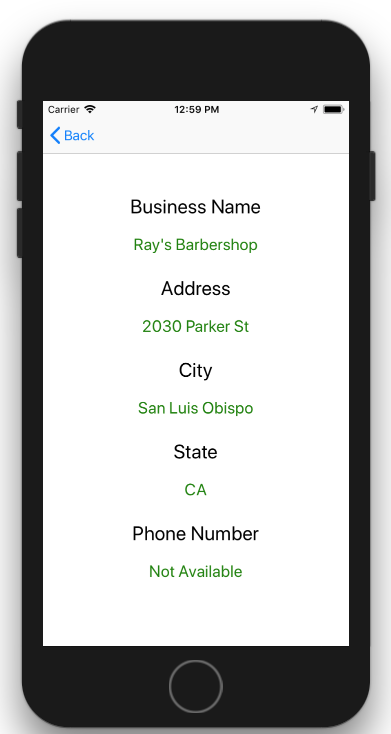 Carrier 12:59 PM
Back
Business Name
Ray's Barbershop
Address
2030 Parker St
City
San Luis Obispo
State
CA
Phone Number
Not Available